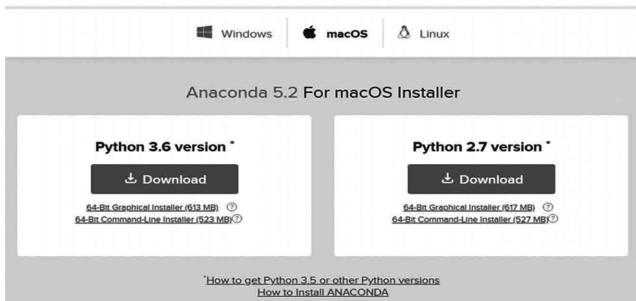 Windows macOS Linux
Anaconda 5.2 For macOS Installer
Python 3.6 version *
Download
64-Bit Graphical Installer (613 MB) ?
64-Bit Command-Line Installer (523 MB) ?
Python 2.7 version *
Download
64-Bit Graphical Installer (617 MB) ?
64-Bit Command-Line Installer (527 MB) ?
*How to get Python 3.5 or other Python versions
How to Install ANACONDA